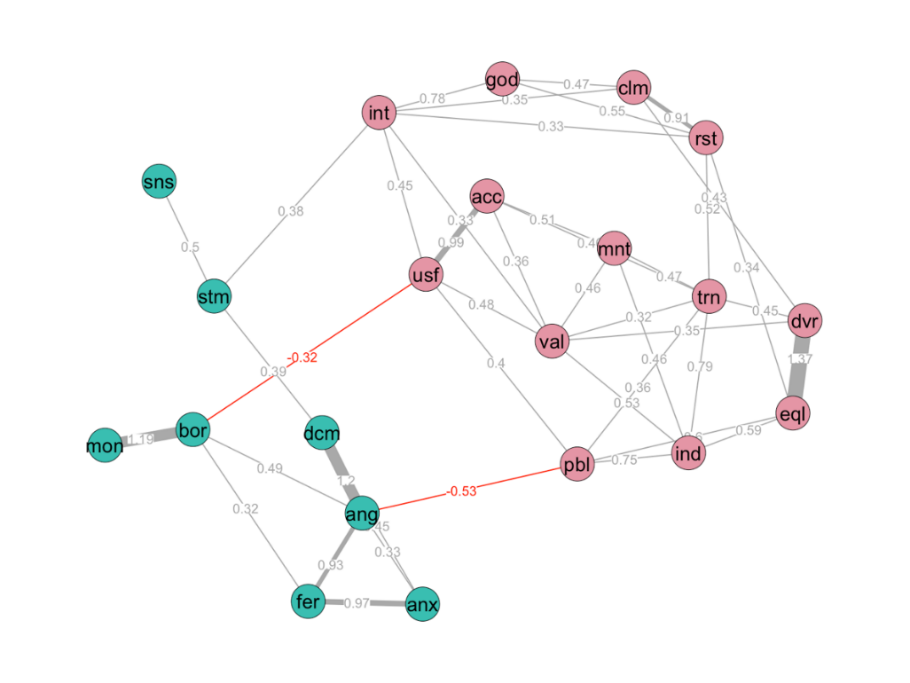 god
0.47
clm
0.78
0.35
int
0.55
0.91
0.33
rst
sns
0.45
acc
0.43
0.38
0.33
0.51
0.52
0.5
0.99
mnt
0.36
usf
0.47
0.34
stm
0.46
trn
0.48
0.32
0.45
dvr
0.35
val
-0.32
0.4
0.46
1.37
0.39
0.79
0.36
0.53
eql
bor
dcm
0.59
mon
1.19
pbl
0.75
ind
0.49
1.2
-0.53
0.32
ang
0.33
0.93
fer
0.97
anx